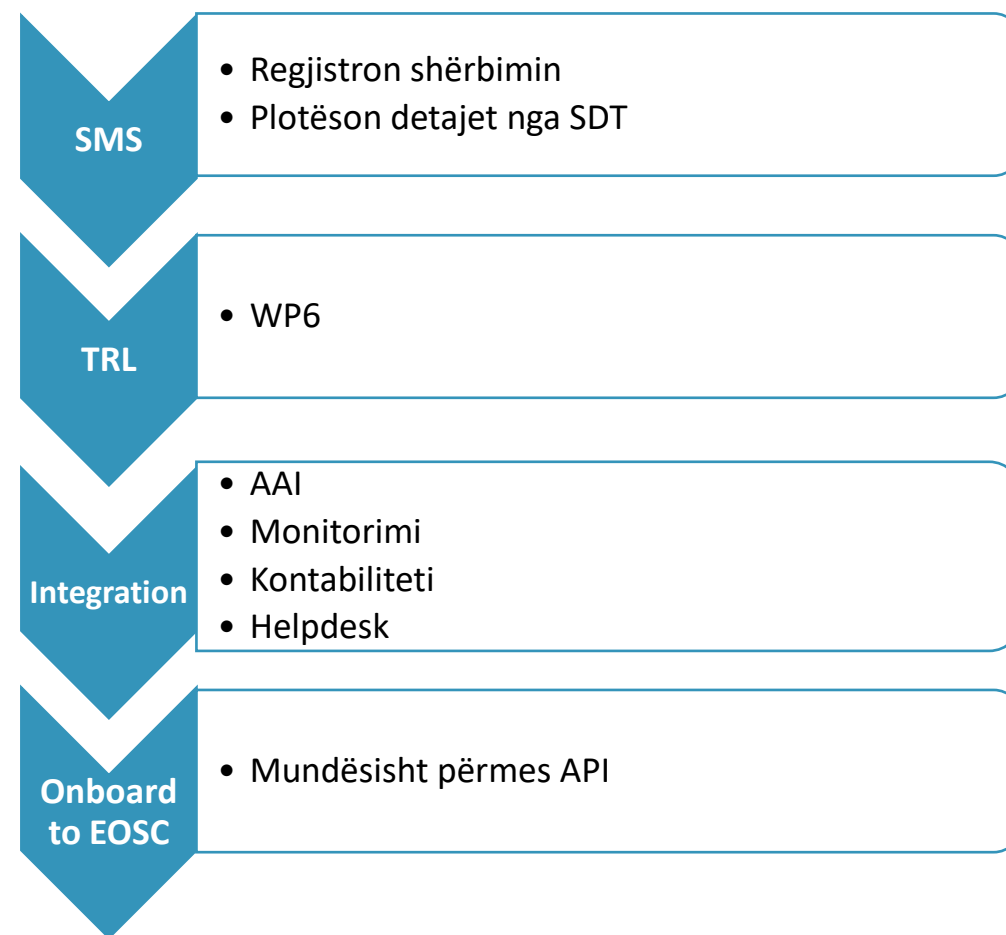 SMS
• Regjistron shërbimin
• Plotëson detajet nga SDT
TRL
• WP6
Integration
• AAI
• Monitorimi
• Kontabiliteti
• Helpdesk
Onboard
to EOSC
• Mundësisht përmes API